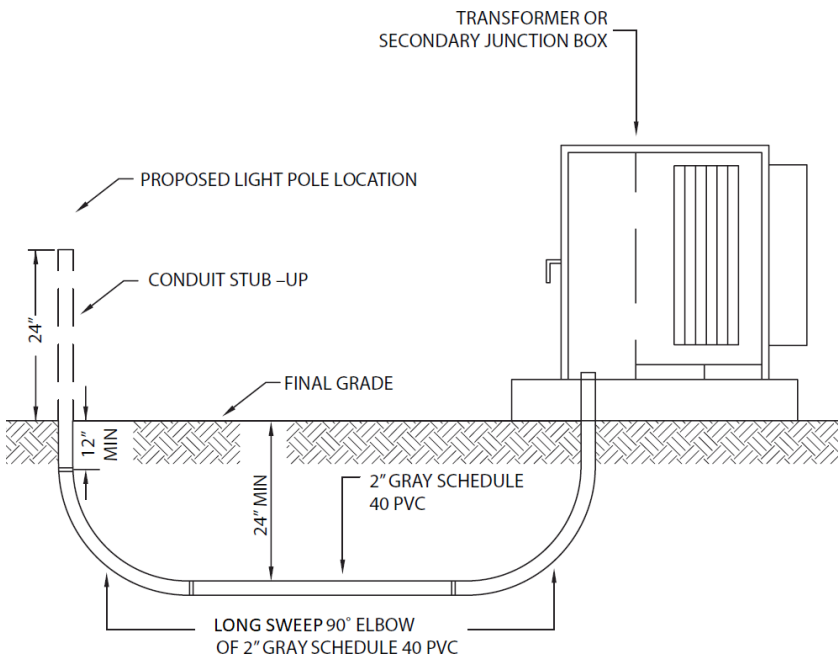 TRANSFORMER OR
SECONDARY JUNCTION BOX
PROPOSED LIGHT POLE LOCATION
CONDUIT STUB –UP
24”
FINAL GRADE
12”
MIN
24” MIN
2” GRAY SCHEDULE
40 PVC
LONG SWEEP 90° ELBOW
OF 2” GRAY SCHEDULE 40 PVC